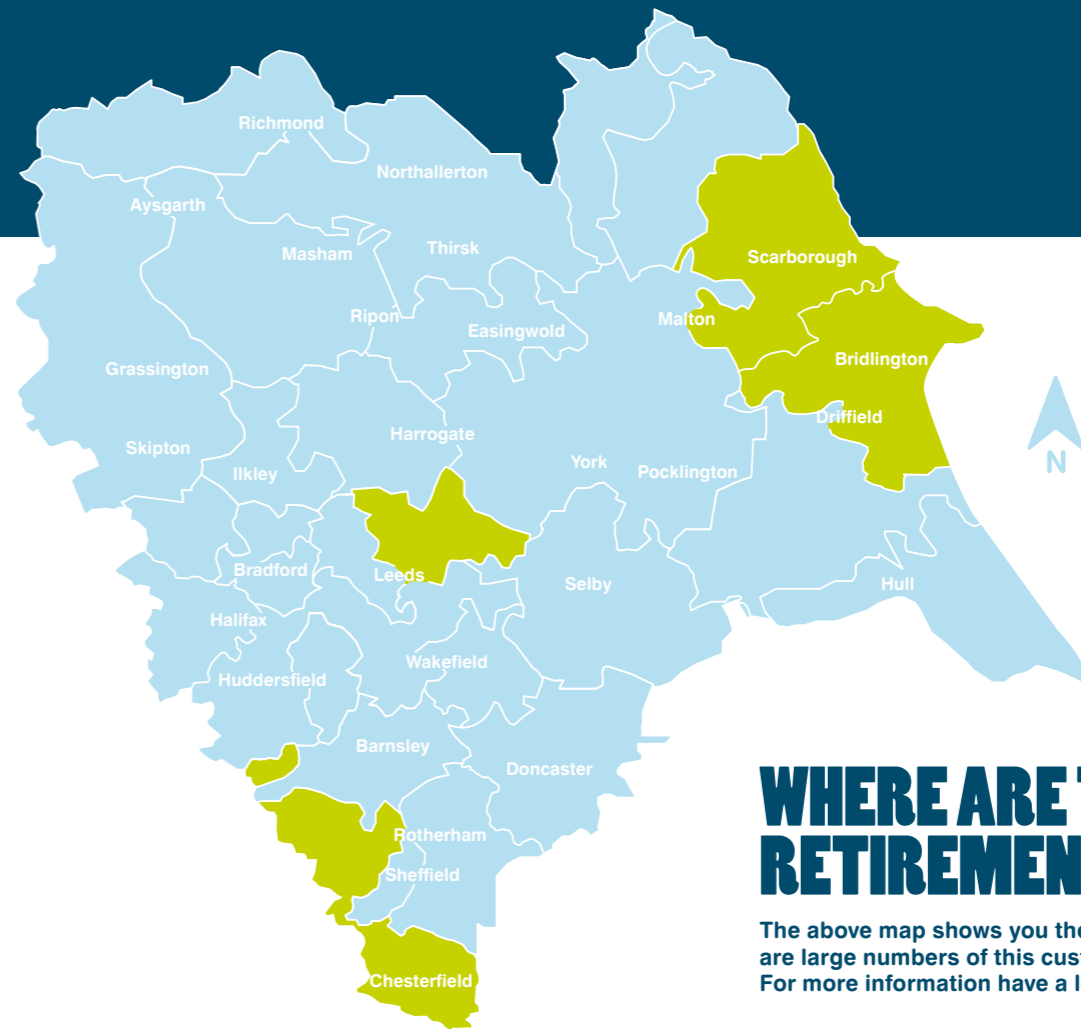 Richmond
Northallerton
Aysgarth
Masham
Thirsk
Scarborough
Ripon
Easingwold
Malton
Grassington
Bridlington
Driffield
Harrogate
Skipton
Ilkley
York
Pocklington
N
Bradford
Leeds
Selby
Hull
Halifax
Wakefield
Huddersfield
Barnsley
Doncaster
Rotherham
Sheffield
Chesterfield
WHERE ARE
RETIREMEN
The above map shows you the
are large numbers of this cust
For more information have a l